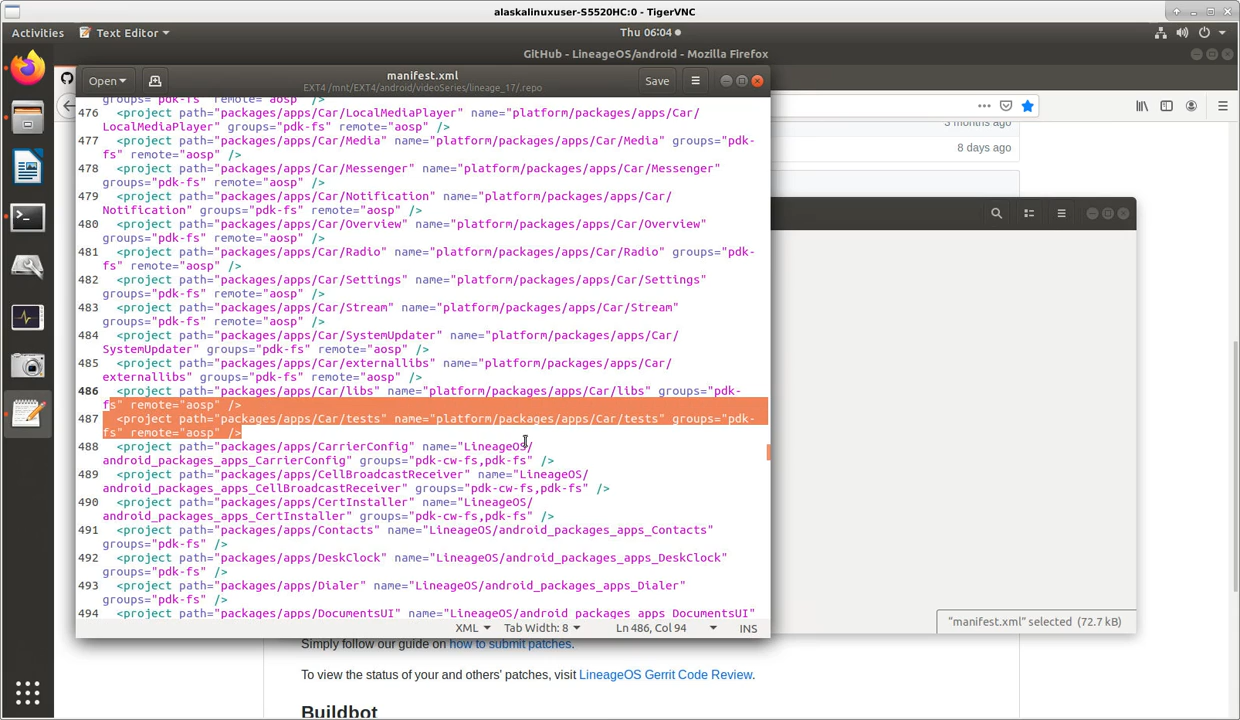 alaskalinuxuser-S5520HC:0 - TigerVNC
Activities Text Editor Thu 06:04
GitHub - LineageOS/android - Mozilla Firefox
Open manifest.xml Save
EXT4 /mnt/EXT4/android/videoSeries/lineage_17/.repo
groups="pdk-fs" remote="aosp" />
476 <project path="packages/apps/Car/LocalMediaPlayer" name="platform/packages/apps/Car/
LocalMediaPlayer" groups="pdk-fs" remote="aosp" />
477 <project path="packages/apps/Car/Media" name="platform/packages/apps/Car/Media" groups="pdk-
fs" remote="aosp" />
478 <project path="packages/apps/Car/Messenger" name="platform/packages/apps/Car/Messenger"
groups="pdk-fs" remote="aosp" />
479 <project path="packages/apps/Car/Notification" name="platform/packages/apps/Car/
Notification" groups="pdk-fs" remote="aosp" />
480 <project path="packages/apps/Car/Overview" name="platform/packages/apps/Car/Overview"
groups="pdk-fs" remote="aosp" />
481 <project path="packages/apps/Car/Radio" name="platform/packages/apps/Car/Radio" groups="pdk-
fs" remote="aosp" />
482 <project path="packages/apps/Car/Settings" name="platform/packages/apps/Car/Settings"
groups="pdk-fs" remote="aosp" />
483 <project path="packages/apps/Car/Stream" name="platform/packages/apps/Car/Stream"
groups="pdk-fs" remote="aosp" />
484 <project path="packages/apps/Car/SystemUpdater" name="platform/packages/apps/Car/
SystemUpdater" groups="pdk-fs" remote="aosp" />
485 <project path="packages/apps/Car/externallibs" name="platform/packages/apps/Car/
externallibs" groups="pdk-fs" remote="aosp" />
486 <project path="packages/apps/Car/libs" name="platform/packages/apps/Car/libs" groups="pdk-
fs" remote="aosp" />
487 <project path="packages/apps/Car/tests" name="platform/packages/apps/Car/tests" groups="pdk-
fs" remote="aosp" />
488 <project path="packages/apps/CarrierConfig" name="LineageOS/
android_packages_apps_CarrierConfig" groups="pdk-cw-fs,pdk-fs" />
489 <project path="packages/apps/CellBroadcastReceiver" name="LineageOS/
android_packages_apps_CellBroadcastReceiver" groups="pdk-cw-fs,pdk-fs" />
490 <project path="packages/apps/CertInstaller" name="LineageOS/
android_packages_apps_CertInstaller" groups="pdk-cw-fs,pdk-fs" />
491 <project path="packages/apps/Contacts" name="LineageOS/android_packages_apps_Contacts"
groups="pdk-fs" />
492 <project path="packages/apps/DeskClock" name="LineageOS/android_packages_apps_DeskClock"
groups="pdk-fs" />
493 <project path="packages/apps/Dialer" name="LineageOS/android_packages_apps_Dialer"
groups="pdk-fs" />
494 <project path="packages/apps/DocumentsUI" name="LineageOS/android_packages_apps_DocumentsUI"
XML Tab Width: 8 Ln 486, Col 94 INS
3 months ago
8 days ago
"manifest.xml" selected (72.7 kB)
Simply follow our guide on how to submit patches.
To view the status of your and others' patches, visit LineageOS Gerrit Code Review.
Buildbot